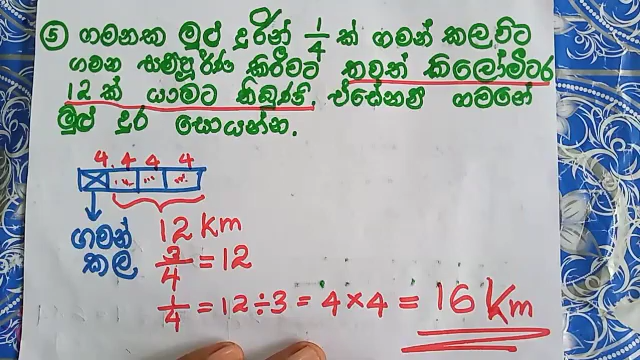 ⑤ ගමනක මුළු දුරින් 1/4 ක් ගමන් කල විට
ගමන සම්පූර්ණ කිරීමට තවත් කිලෝමීටර
12 ක් යාමට තිබුණි. එසේනම් ගමනේ
මුළු දුර සොයන්න.
4 4 4 4
ගමන් කල
12 Km
3/4 = 12
1/4 = 12 ÷ 3 = 4 × 4 = 16 Km